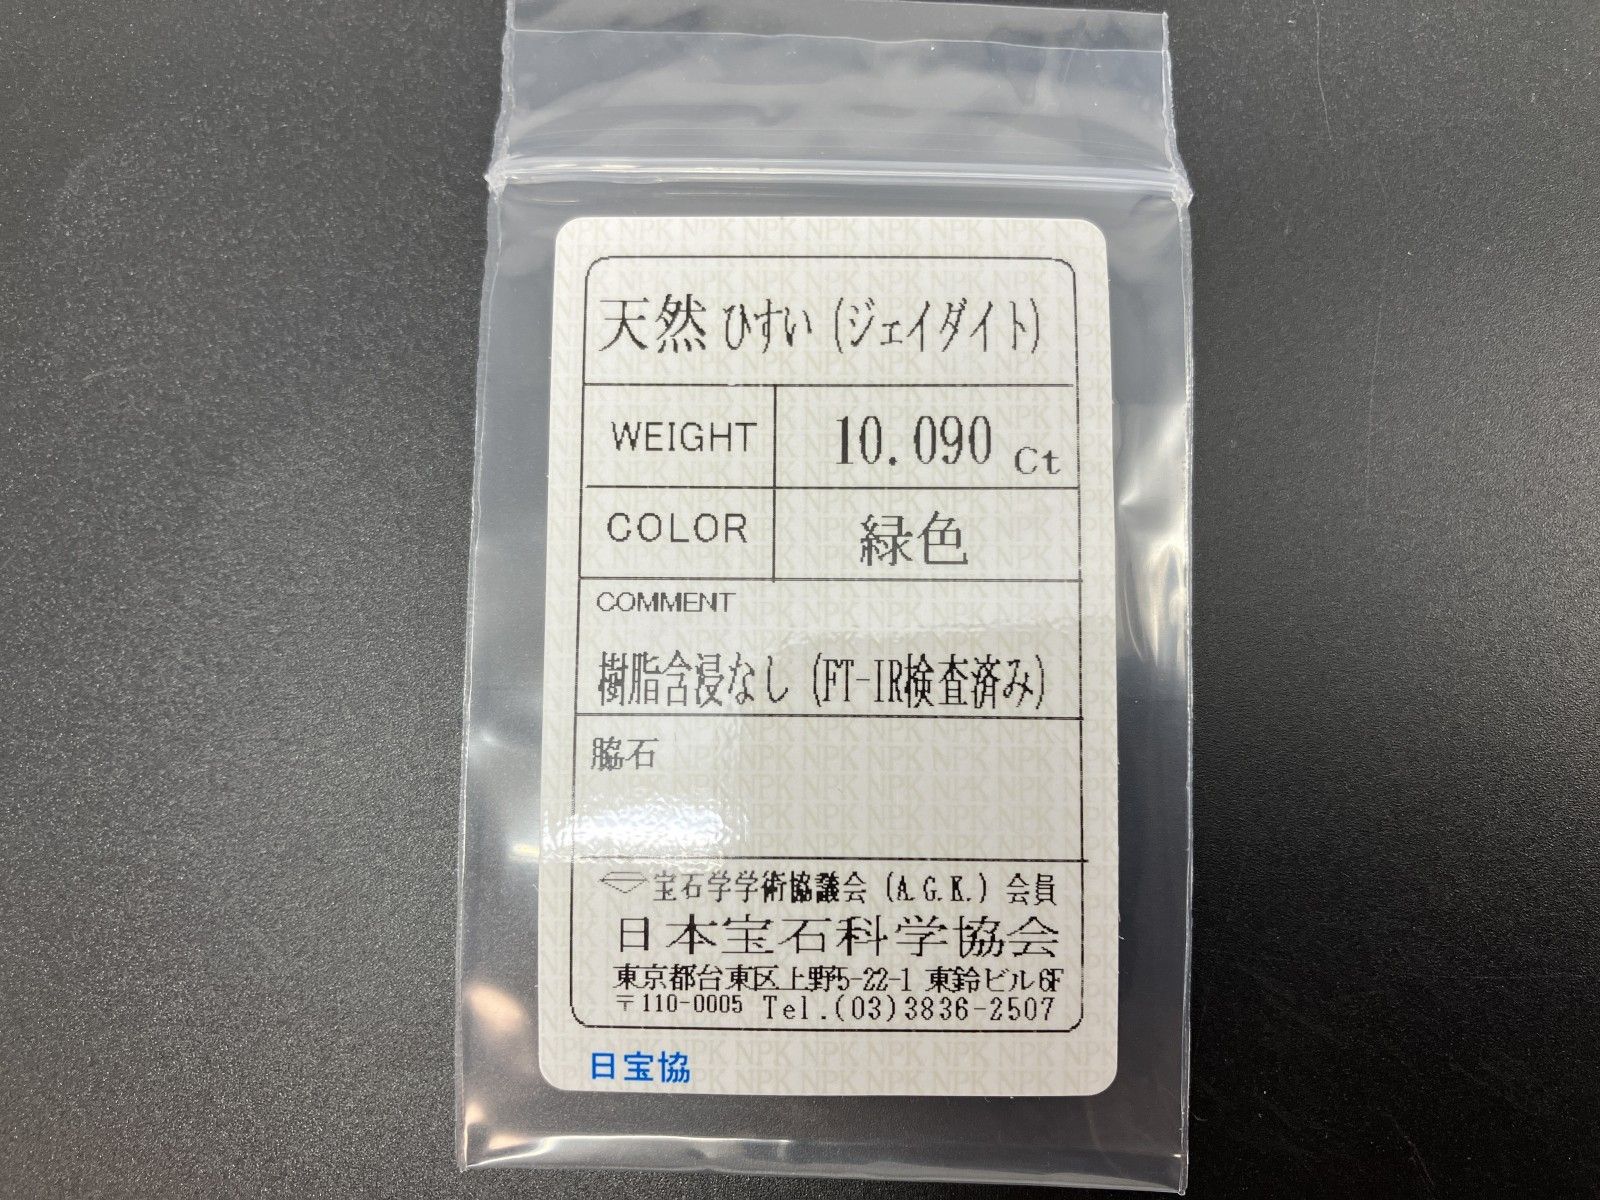 天然 ひすい (ジェイダイト)
WEIGHT 10.090 Ct
COLOR 緑色
COMMENT
樹脂含浸なし (FT-IR検査済み)
脇石
宝石学学術協議会 (A.G.K.) 会員
日本宝石科学協会
東京都台東区上野5-22-1 東鈴ビル6F
〒110-0005 Tel.(03)3836-2507
日宝協